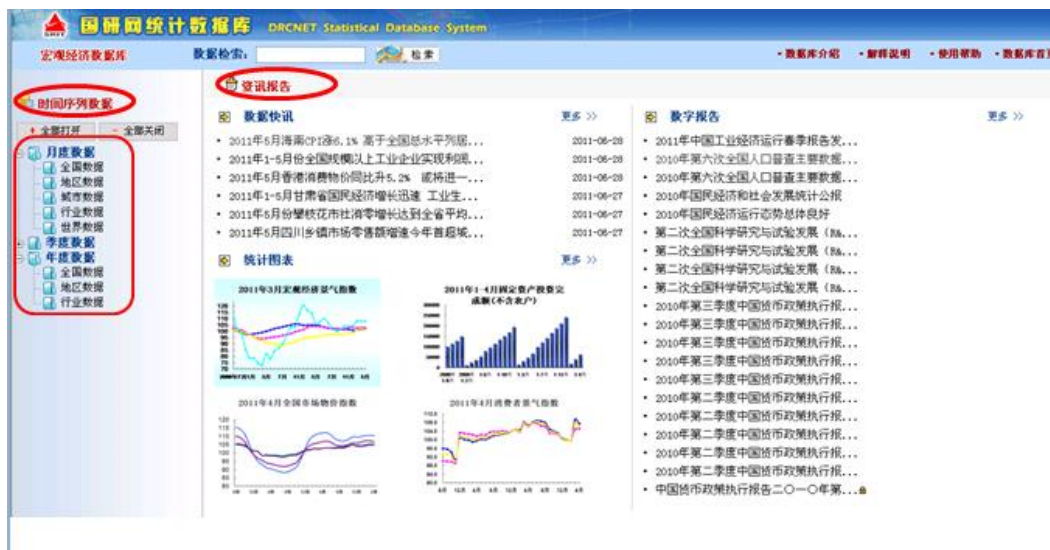 国研网统计数据库 DRCNET Statistical Database System
宏观经济数据库
数据检索：
检索
·数据库介绍 ·解释说明 ·使用帮助 ·数据库首页
时间序列数据
+ 全部打开 - 全部关闭
月度数据
全国数据
地区数据
城市数据
行业数据
世界数据
季度数据
年度数据
全国数据
地区数据
行业数据
资讯报告
数据快讯 更多 >>
· 2011年5月海南CPI涨6.1% 高于全国总水平列居... 2011-06-28
· 2011年1-5月份全国规模以上工业企业实现利润... 2011-06-28
· 2011年5月香港消费物价同比升5.2% 或将进一... 2011-06-28
· 2011年1-5月甘肃省国民经济增长迅速 工业生... 2011-06-27
· 2011年5月份攀枝花市社消零增长达到全省平均... 2011-06-27
· 2011年5月四川乡镇市场零售额增速今年首超城... 2011-06-27
统计图表 更多 >>
2011年3月宏观经济景气指数
2011年1-4月固定资产投资完
成额(不含农户)
2011年4月全国市场物价指数
2011年4月消费者景气指数
数字报告 更多 >>
· 2011年中国工业经济运行春季报告发...
· 2010年第六次全国人口普查主要数据...
· 2010年第六次全国人口普查主要数据...
· 2010年国民经济和社会发展统计公报
· 2010年国民经济运行态势总体良好
· 第二次全国科学研究与试验发展（R&...
· 第二次全国科学研究与试验发展（R&...
· 第二次全国科学研究与试验发展（R&...
· 第二次全国科学研究与试验发展（R&...
· 2010年第三季度中国货币政策执行报...
· 2010年第三季度中国货币政策执行报...
· 2010年第三季度中国货币政策执行报...
· 2010年第三季度中国货币政策执行报...
· 2010年第三季度中国货币政策执行报...
· 2010年第二季度中国货币政策执行报...
· 2010年第二季度中国货币政策执行报...
· 2010年第二季度中国货币政策执行报...
· 2010年第二季度中国货币政策执行报...
· 2010年第二季度中国货币政策执行报...
· 中国货币政策执行报告二〇一〇年第...